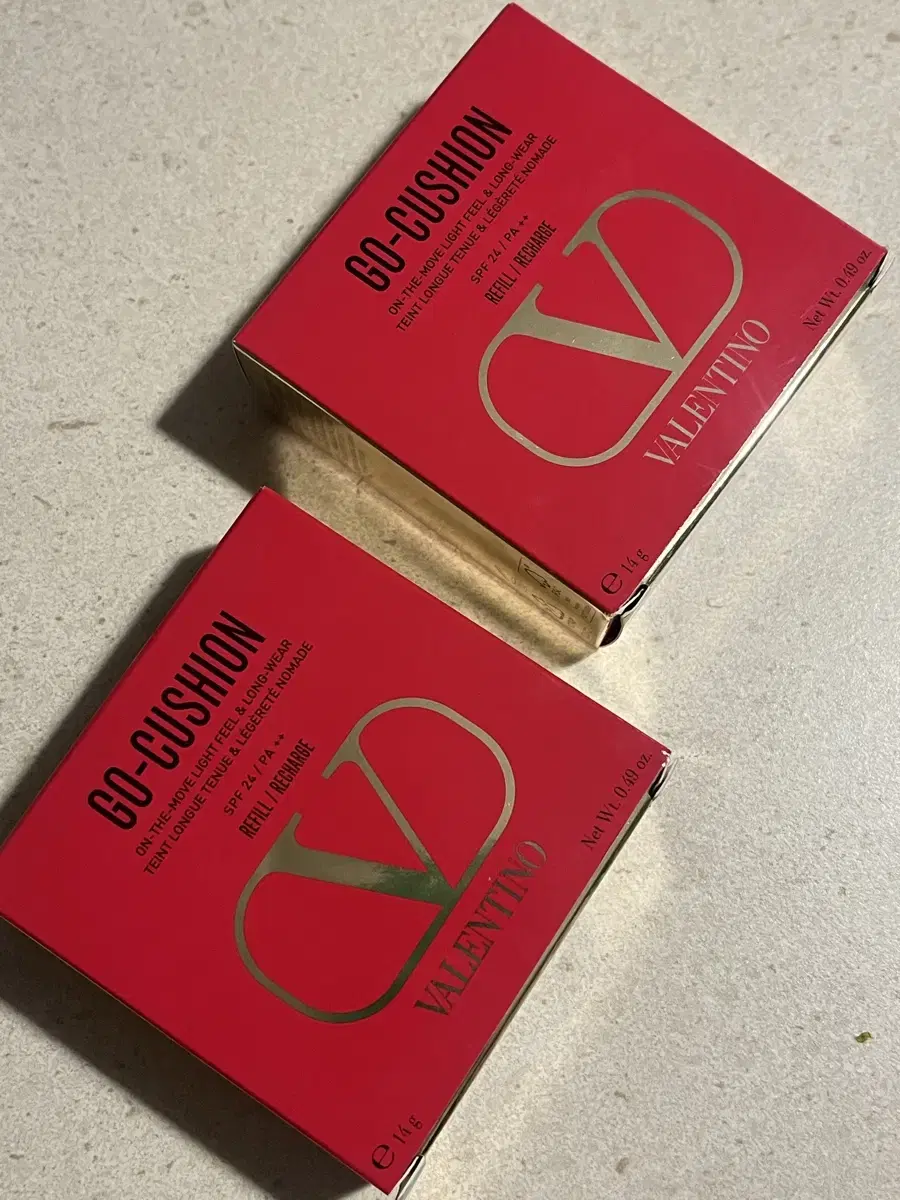 GO-CUSHION
ON-THE-MOVE LIGHT FEEL & LONG-WEAR
TEINT LONGUE TENUE & LÉGÈRETÉ NOMADE
SPF 24 / PA ++
REFILL / RECHARGE
VALENTINO
Net Wt. 0.49 oz
e 14 g
GO-CUSHION
ON-THE-MOVE LIGHT FEEL & LONG-WEAR
TEINT LONGUE TENUE & LÉGÈRETÉ NOMADE
SPF 24 / PA ++
REFILL / RECHARGE
VALENTINO
Net Wt. 0.49 oz.
e 14 g